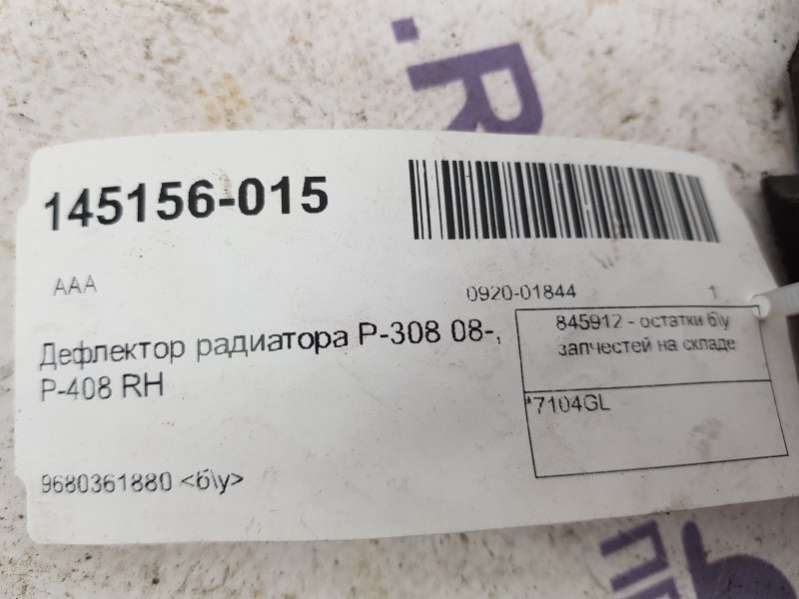 .R
145156-015
AAA
0920-01844 1
Дефлектор радиатора P-308 08-,
P-408 RH
845912 - остатки б\у
запчестей на складе
*7104GL
9680361880 <б\у>